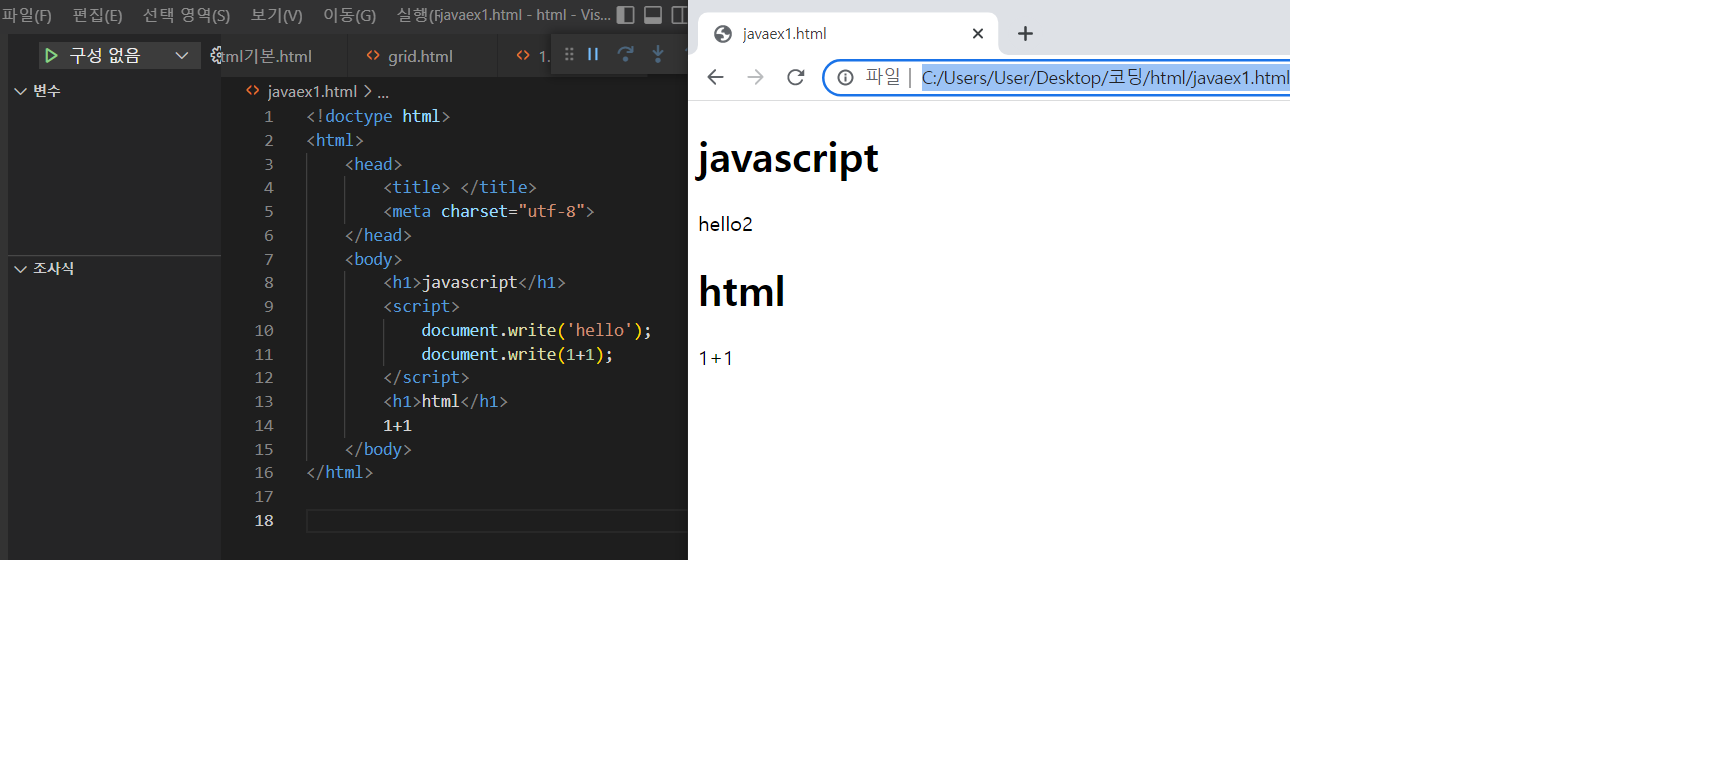 파일(F) 편집(E) 선택 영역(S) 보기(V) 이동(G) 실행(F javaex1.html - html - Vis...
구성 없음
tml기본.html grid.html 1.
변수
조사식
javaex1.html > ...
1 <!doctype html>
2 <html>
3 <head>
4 <title> </title>
5 <meta charset="utf-8">
6 </head>
7 <body>
8 <h1>javascript</h1>
9 <script>
10 document.write('hello');
11 document.write(1+1);
12 </script>
13 <h1>html</h1>
14 1+1
15 </body>
16 </html>
17
18
javaex1.html
파일 | C:/Users/User/Desktop/코딩/html/javaex1.html
javascript
hello2
html
1+1